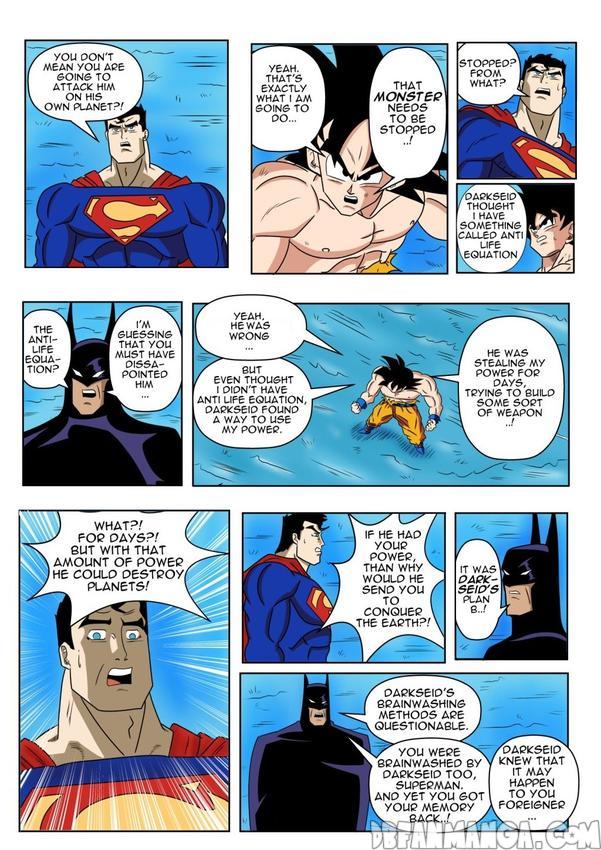 YOU DON'T
MEAN YOU ARE
GOING TO
ATTACK HIM
ON HIS
OWN PLANET?!
YEAH.
THAT'S
EXACTLY
WHAT I AM
GOING TO
DO...
THAT
MONSTER
NEEDS
TO BE
STOPPED
..!
STOPPED?
FROM
WHAT?
DARKSEID
THOUGHT
I HAVE
SOMETHING
CALLED ANTI
LIFE
EQUATION
THE
ANTI-
LIFE
EQUA-
TION?
I'M
GUESSING
THAT YOU
MUST HAVE
DISSA-
POINTED
HIM
...
YEAH,
HE WAS
WRONG
...
BUT
EVEN THOUGHT
I DIDN'T HAVE
ANTI LIFE EQUATION,
DARKSEID FOUND
A WAY TO USE
MY POWER.
HE WAS
STEALING MY
POWER FOR
DAYS,
TRYING TO BUILD
SOME SORT
OF WEAPON
..!
WHAT?!
FOR DAYS?!
BUT WITH THAT
AMOUNT OF POWER
HE COULD DESTROY
PLANETS!
IF HE HAD
YOUR
POWER,
THAN WHY
WOULD HE
SEND YOU
TO
CONQUER
THE EARTH?!
IT WAS
DARK-
SEID'S
PLAN
B..!
DARKSEID'S
BRAINWASHING
METHODS ARE
QUESTIONABLE.
YOU WERE
BRAINWASHED BY
DARKSEID TOO,
SUPERMAN.
AND YET YOU GOT
YOUR MEMORY
BACK..!
DARKSEID
KNEW THAT
IT MAY
HAPPEN
TO YOU
FOREIGNER
...
DBFANMANGA.COM